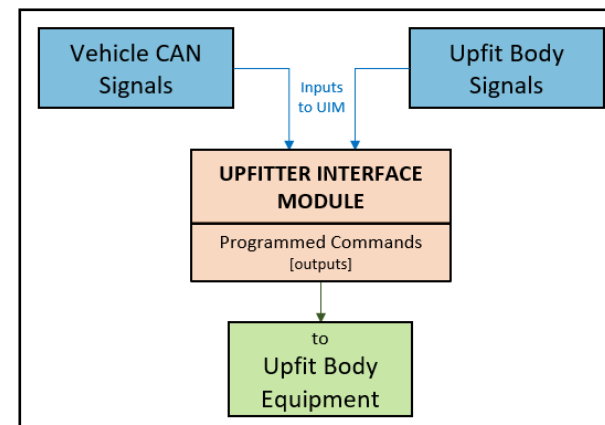 Vehicle CAN
Signals
Upfit Body
Signals
Inputs
to UIM
UPFITTER INTERFACE
MODULE
Programmed Commands
[outputs]
to
Upfit Body
Equipment